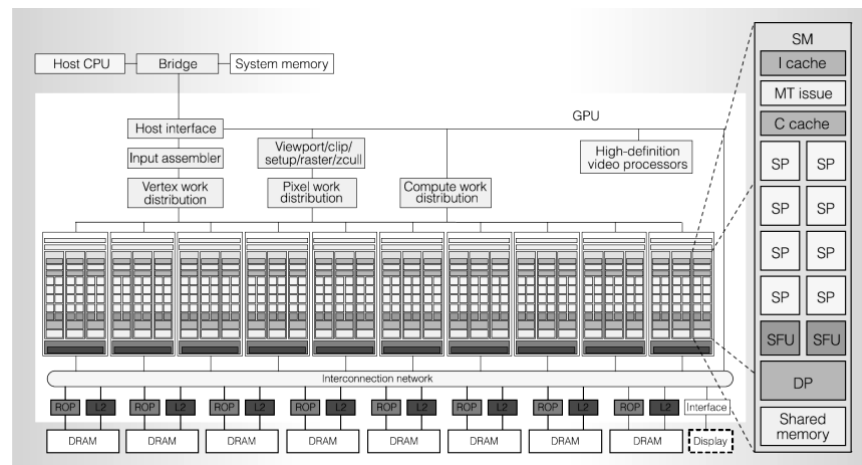 Host CPU
Bridge
System memory
GPU
Host interface
Input assembler
Vertex work
distribution
Viewport/clip/
setup/raster/zcull
Pixel work
distribution
Compute work
distribution
High-definition
video processors
Interconnection network
ROP L2 ROP L2 ROP L2 ROP L2 ROP L2 ROP L2 ROP L2 ROP L2 Interface
DRAM DRAM DRAM DRAM DRAM DRAM DRAM DRAM Display
SM
I cache
MT issue
C cache
SP SP
SP SP
SP SP
SP SP
SFU SFU
DP
Shared
memory